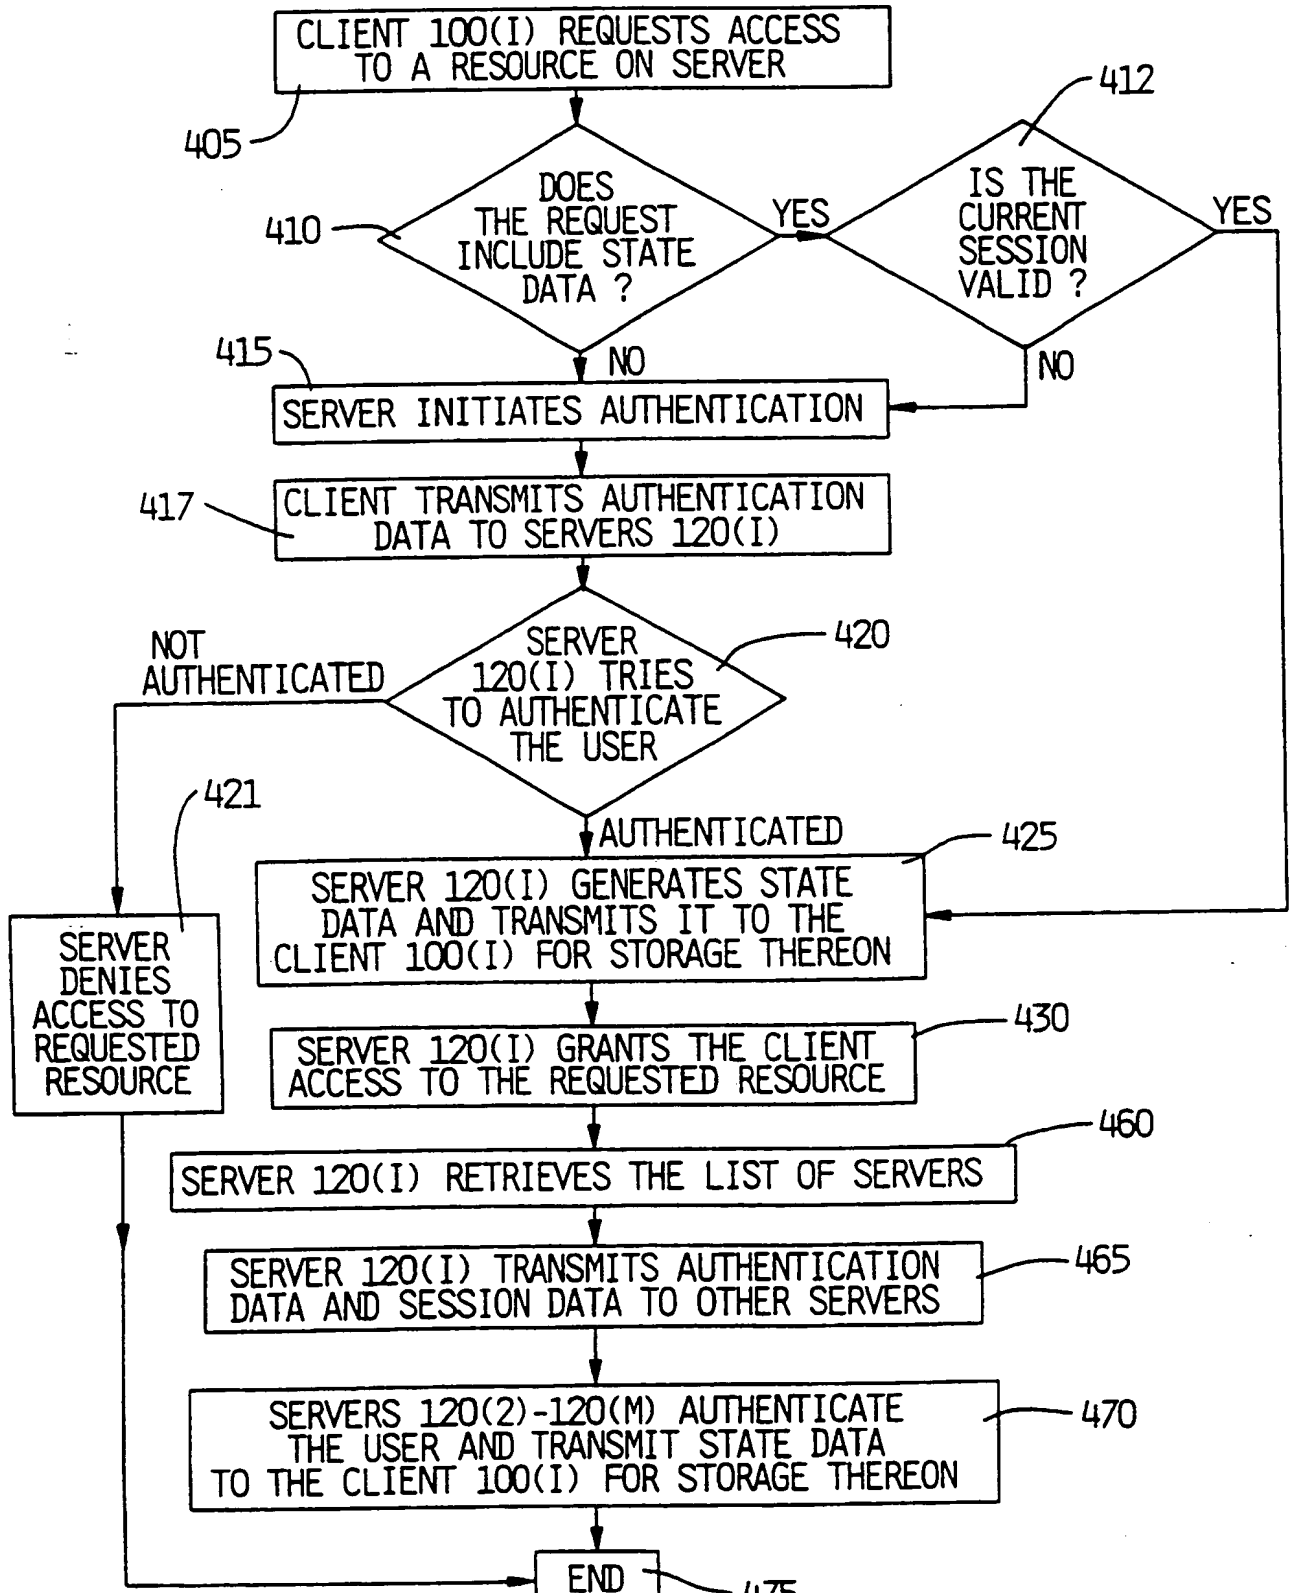 CLIENT 100(I) REQUESTS ACCESS
TO A RESOURCE ON SERVER
405
412
DOES
THE REQUEST
INCLUDE STATE
DATA ?
410
YES
IS THE
CURRENT
SESSION
VALID ?
YES
NO
NO
415
SERVER INITIATES AUTHENTICATION
417
CLIENT TRANSMITS AUTHENTICATION
DATA TO SERVERS 120(I)
SERVER
120(I) TRIES
TO AUTHENTICATE
THE USER
420
NOT
AUTHENTICATED
AUTHENTICATED
421
SERVER
DENIES
ACCESS TO
REQUESTED
RESOURCE
425
SERVER 120(I) GENERATES STATE
DATA AND TRANSMITS IT TO THE
CLIENT 100(I) FOR STORAGE THEREON
430
SERVER 120(I) GRANTS THE CLIENT
ACCESS TO THE REQUESTED RESOURCE
460
SERVER 120(I) RETRIEVES THE LIST OF SERVERS
465
SERVER 120(I) TRANSMITS AUTHENTICATION
DATA AND SESSION DATA TO OTHER SERVERS
470
SERVERS 120(2)-120(M) AUTHENTICATE
THE USER AND TRANSMIT STATE DATA
TO THE CLIENT 100(I) FOR STORAGE THEREON
END
475